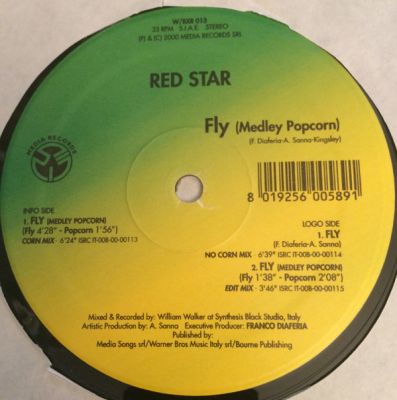 W/BXR 013
33 RPM S.I.A.E. STEREO
(P) & (C) 2000 MEDIA RECORDS SRL
RED STAR
MEDIA RECORDS
Fly (Medley Popcorn)
(F. Diaferia-A. Sanna-Kingsley)
8 019256 005891
INFO SIDE
1. FLY (MEDLEY POPCORN)
(Fly 4'28" - Popcorn 1'56")
CORN MIX - 6'24" ISRC IT-00B-00-00113
LOGO SIDE
1. FLY
(F. Diaferia-A. Sanna)
NO CORN MIX - 6'39" ISRC IT-00B-00-00114
2. FLY (MEDLEY POPCORN)
(Fly 1'38" - Popcorn 2'08")
EDIT MIX - 3'46" ISRC IT-00B-00-00115
Mixed & Recorded by: William Walker at Synthesis Black Studio, Italy
Artistic Production by: A. Sanna Executive Producer: FRANCO DIAFERIA
Published by:
Media Songs srl/Warner Bros Music Italy srl/Bourne Publishing